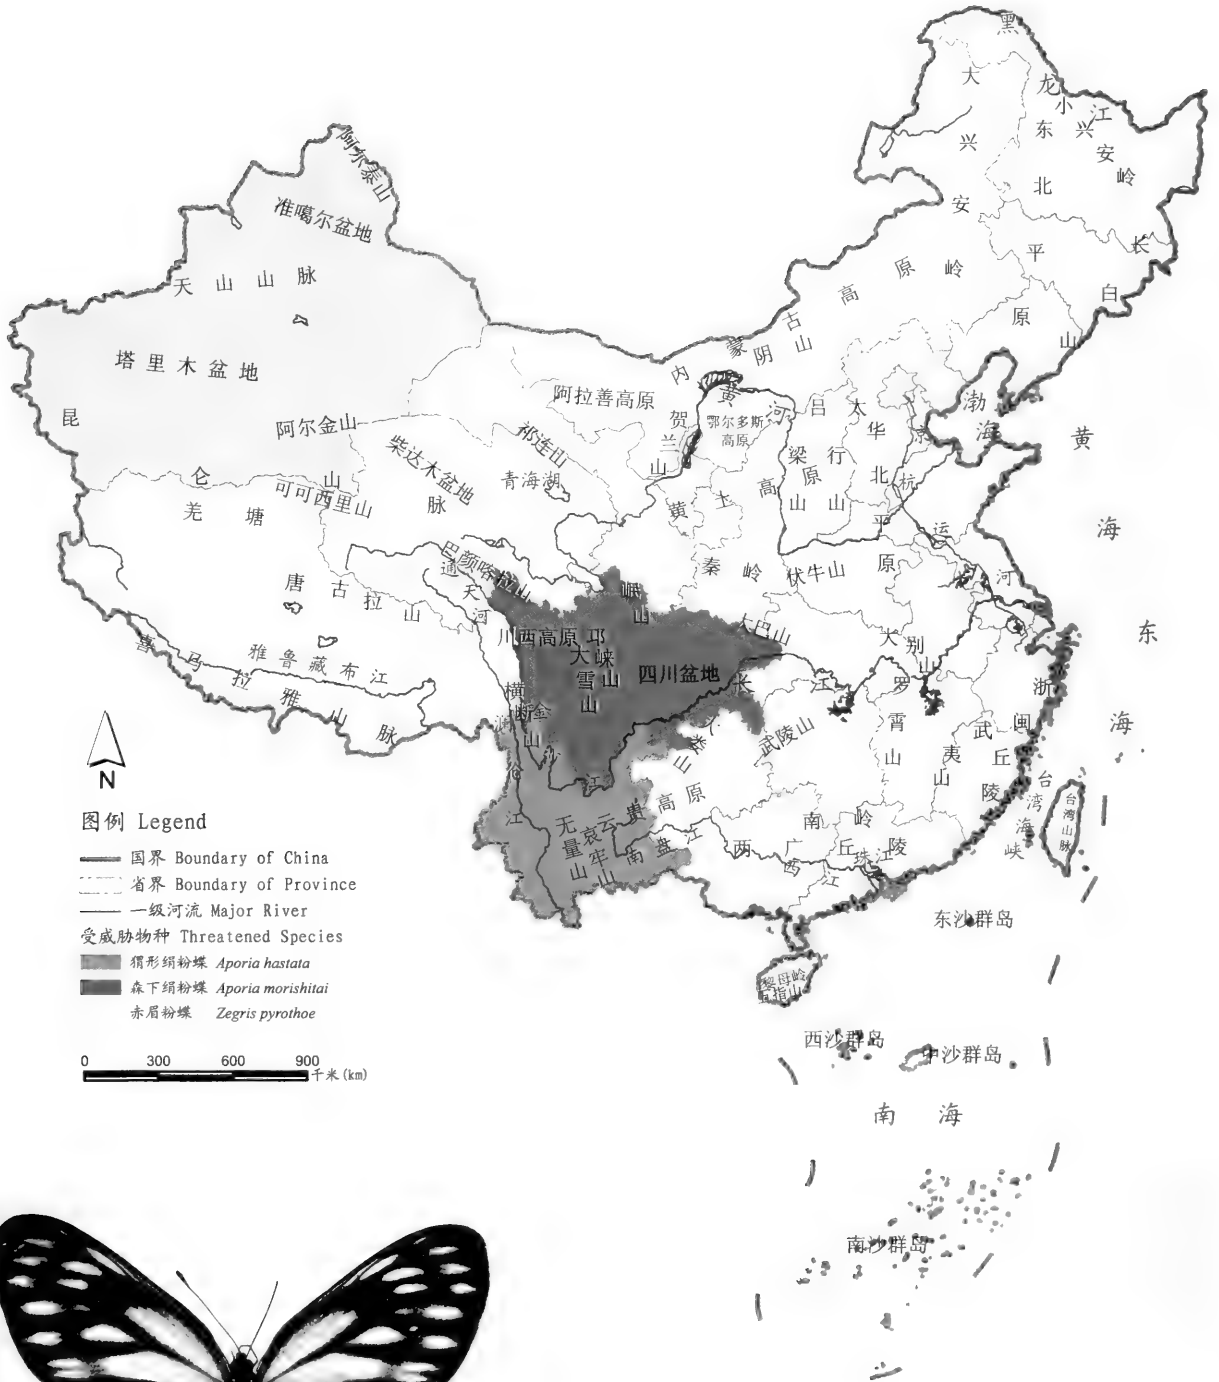 黑
龙
江
大
兴
安
岭
小
兴
安
岭
东
北
平
原
长
白
山
阿尔泰山
准噶尔盆地
天山山脉
塔里木盆地
昆
仑
山
脉
阿尔金山
柴达木盆地
祁连山
青海湖
阿拉善高原
内
蒙
古
高
原
阴
山
贺
兰
山
黄
河
鄂尔多斯
高原
吕
梁
山
太
行
山
华
北
平
原
京
杭
运
河
渤
海
黄
海
东
海
羌塘
可可西里山
唐古拉山
巴颜喀拉山
通
天
河
黄
土
高
原
秦岭
伏牛山
岷
山
大巴山
川西高原
邛
崃
山
大
雪
山
四川盆地
喜马拉雅山脉
雅鲁藏布江
横
断
山
金
沙
江
澜
沧
江
长
江
大
娄
山
武陵山
大
别
山
罗
霄
山
武
夷
山
浙
闽
丘
陵
台
湾
海
峡
台
湾
山
脉
无
量
山
哀
牢
山
云
贵
高
原
南
盘
江
南
岭
两
广
丘
陵
西
江
珠江
黎母岭
五指山
东沙群岛
西沙群岛
中沙群岛
南海
南沙群岛
N
图例 Legend
国界 Boundary of China
省界 Boundary of Province
一级河流 Major River
受威胁物种 Threatened Species
猬形绢粉蝶 Aporia hastata
森下绢粉蝶 Aporia morishitai
赤眉粉蝶 Zegris pyrothoe
0 300 600 900
千米(km)